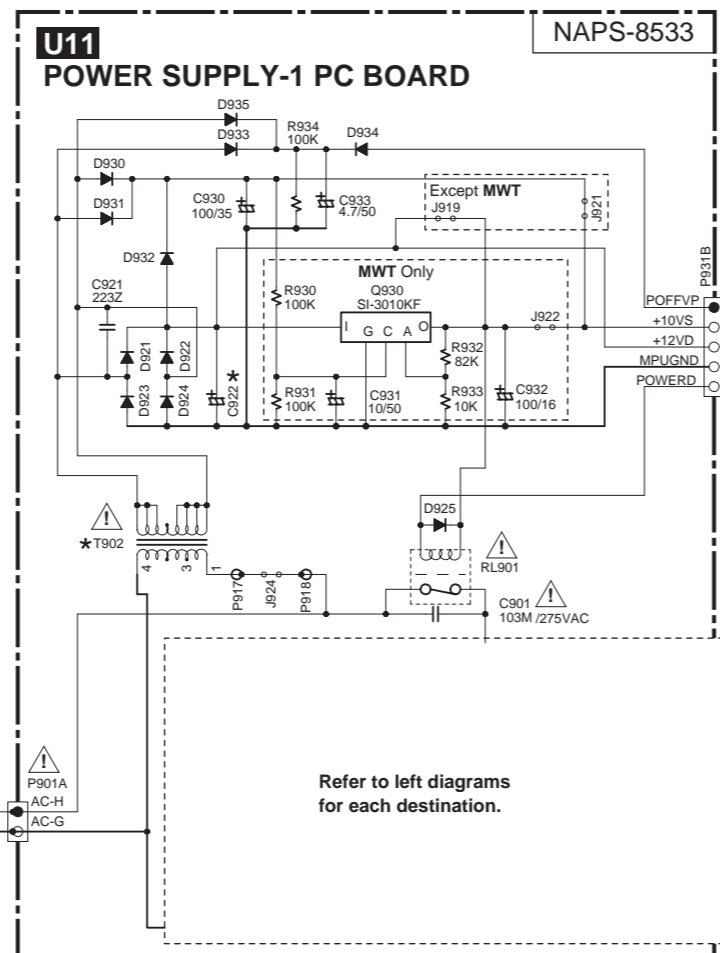 U11
NAPS-8533
POWER SUPPLY-1 PC BOARD
D935
D933
R934
100K
D934
D930
D931
C930
100/35
C933
4.7/50
Except MWT
J919
J921
D932
P931B
C921
223Z
MWT Only
Q930
SI-3010KF
R930
100K
I G C A O
J922
POFFVP
+10VS
+12VD
MPUGND
POWERD
D921
D922
R932
82K
D923
D924
* C922
R931
100K
C931
10/50
R933
10K
C932
100/16
D925
* T902
RL901
4 3 1
P917
J924
P918
C901
103M /275VAC
P901A
AC-H
AC-G
Refer to left diagrams
for each destination.